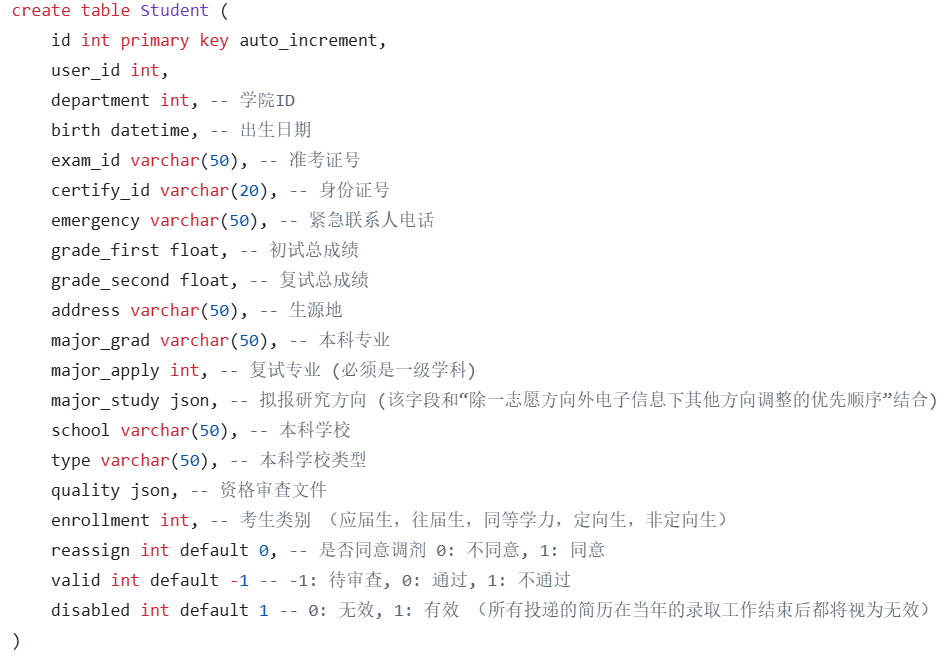 create table Student (
id int primary key auto_increment,
user_id int,
department int, -- 学院ID
birth datetime, -- 出生日期
exam_id varchar(50), -- 准考证号
certify_id varchar(20), -- 身份证号
emergency varchar(50), -- 紧急联系人电话
grade_first float, -- 初试总成绩
grade_second float, -- 复试总成绩
address varchar(50), -- 生源地
major_grad varchar(50), -- 本科专业
major_apply int, -- 复试专业 (必须是一级学科)
major_study json, -- 拟报研究方向 (该字段和“除一志愿方向外电子信息下其他方向调整的优先顺序”结合)
school varchar(50), -- 本科学校
type varchar(50), -- 本科学校类型
quality json, -- 资格审查文件
enrollment int, -- 考生类别 （应届生，往届生，同等学力，定向生，非定向生）
reassign int default 0, -- 是否同意调剂 0: 不同意, 1: 同意
valid int default -1 -- -1: 待审查, 0: 通过, 1: 不通过
disabled int default 1 -- 0: 无效, 1: 有效 （所有投递的简历在当年的录取工作结束后都将视为无效）
)